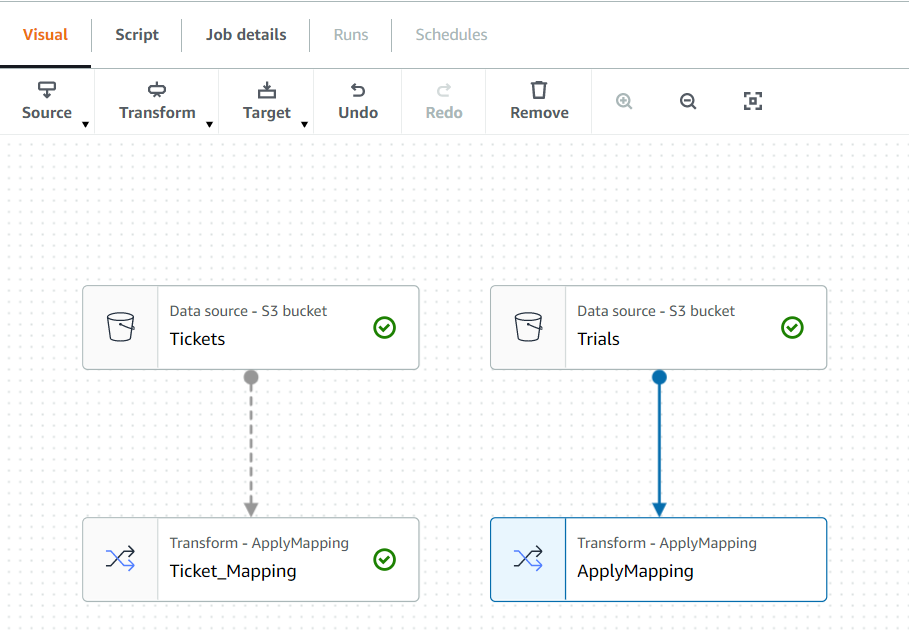 Visual Script Job details Runs Schedules
Source Transform Target Undo Redo Remove
Data source - S3 bucket
Tickets
Data source - S3 bucket
Trials
Transform - ApplyMapping
Ticket_Mapping
Transform - ApplyMapping
ApplyMapping